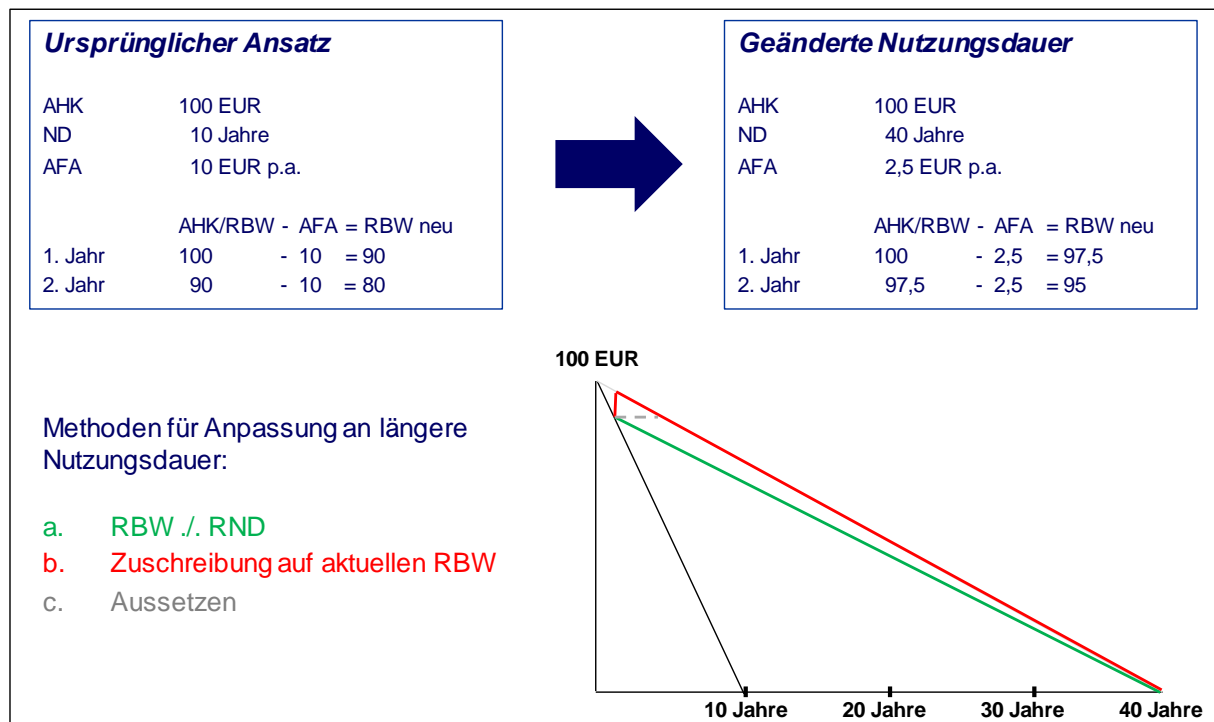 Ursprünglicher Ansatz
AHK 100 EUR
ND 10 Jahre
AFA 10 EUR p.a.
AHK/RBW - AFA = RBW neu
1. Jahr 100 - 10 = 90
2. Jahr 90 - 10 = 80
Geänderte Nutzungsdauer
AHK 100 EUR
ND 40 Jahre
AFA 2,5 EUR p.a.
AHK/RBW - AFA = RBW neu
1. Jahr 100 - 2,5 = 97,5
2. Jahr 97,5 - 2,5 = 95
Methoden für Anpassung an längere
Nutzungsdauer:
a. RBW ./. RND
b. Zuschreibung auf aktuellen RBW
c. Aussetzen
100 EUR
10 Jahre 20 Jahre 30 Jahre 40 Jahre